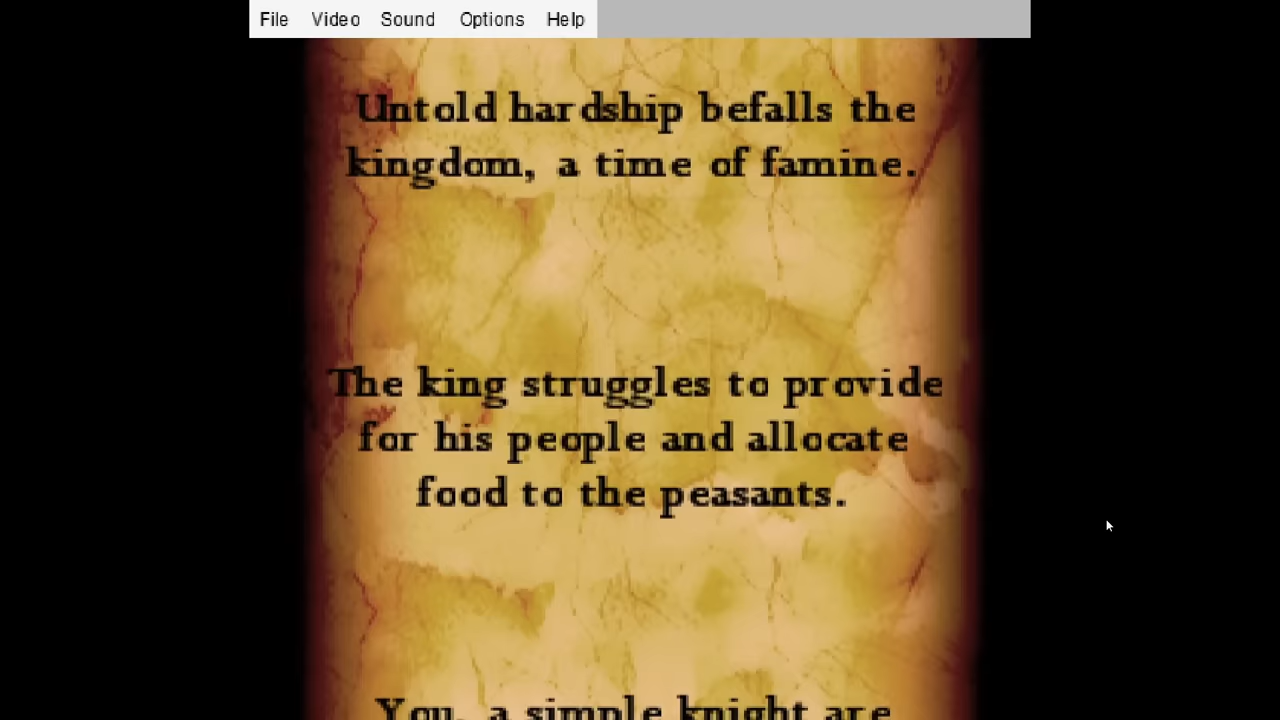 File Video Sound Options Help
Untold hardship befalls the
kingdom, a time of famine.
The king struggles to provide
for his people and allocate
food to the peasants.
You, a simple knight are